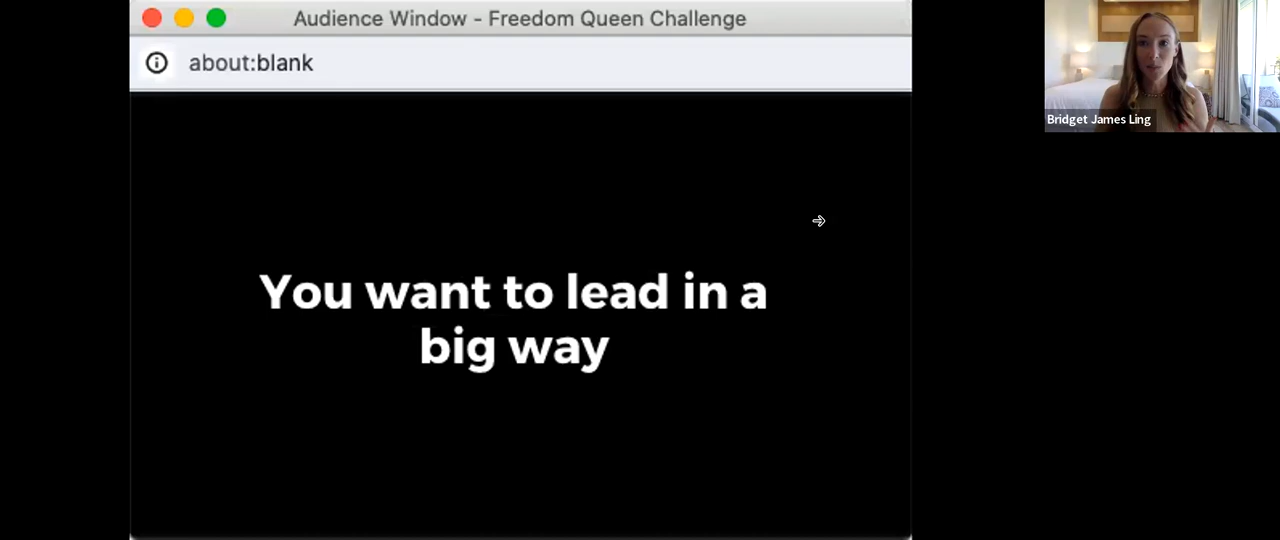 Audience Window - Freedom Queen Challenge
about:blank
Bridget James Ling
You want to lead in a
big way